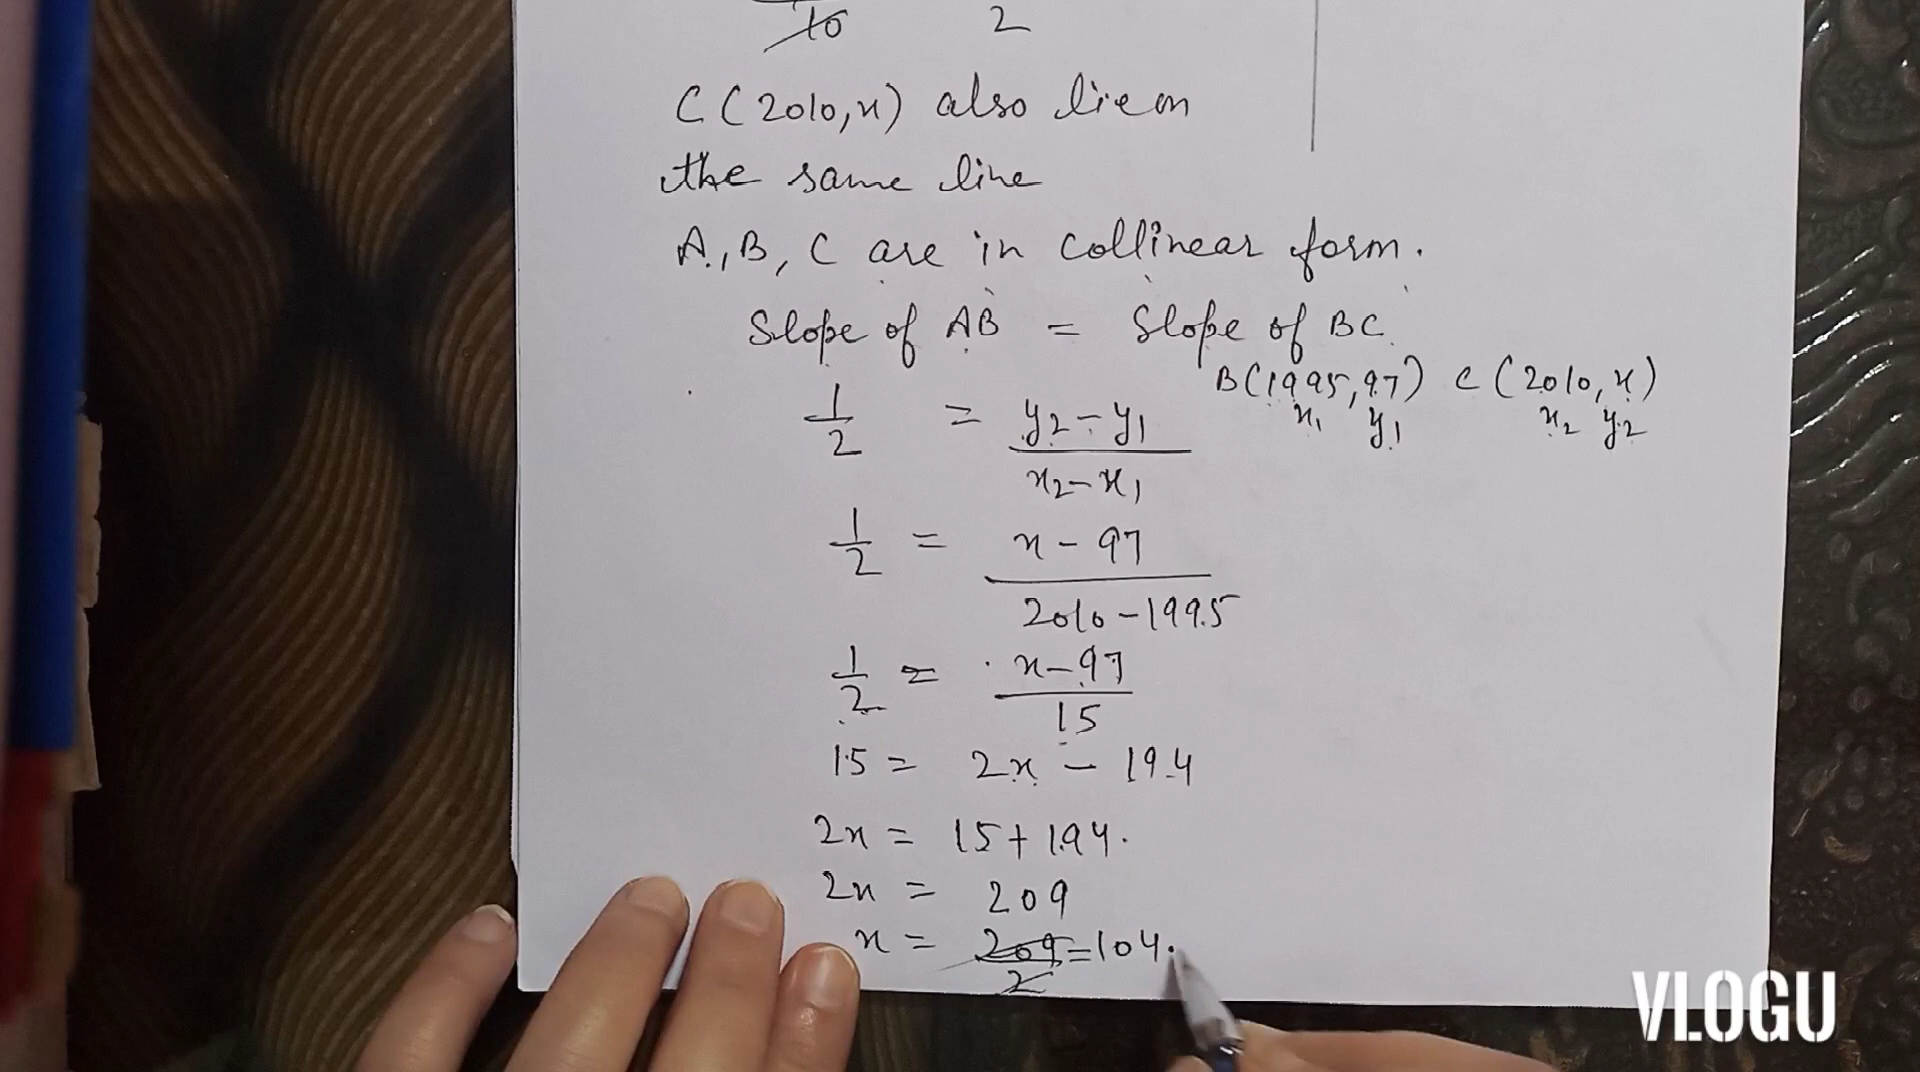 10 2
C (2010, x) also lie on
the same line
A, B, C are in collinear form.
Slope of AB = Slope of BC
B(1995, 97) C (2010, x)
x₁ y₁ x₂ y₂
1/2 = y₂ - y₁ / x₂ - x₁
1/2 = x - 97 / 2010 - 1995
1/2 = x - 97 / 15
15 = 2x - 194
2x = 15 + 194.
2x = 209
x = 209/2 = 104.
VLOGU